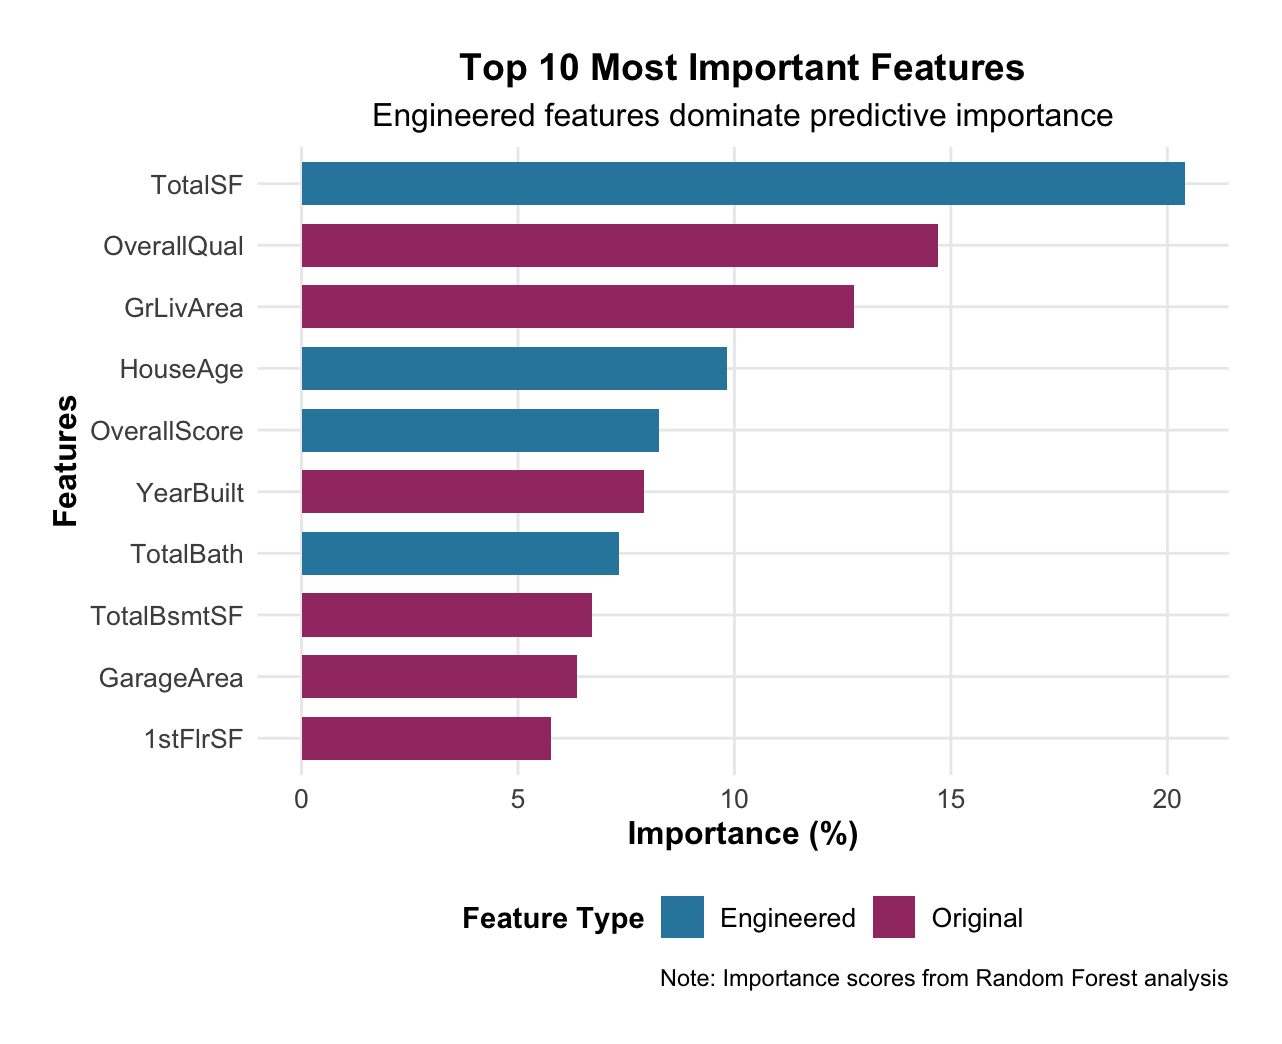 Top 10 Most Important Features
Engineered features dominate predictive importance
Features
TotalSF
OverallQual
GrLivArea
HouseAge
OverallScore
YearBuilt
TotalBath
TotalBsmtSF
GarageArea
1stFlrSF
0 5 10 15 20
Importance (%)
Feature Type Engineered Original
Note: Importance scores from Random Forest analysis